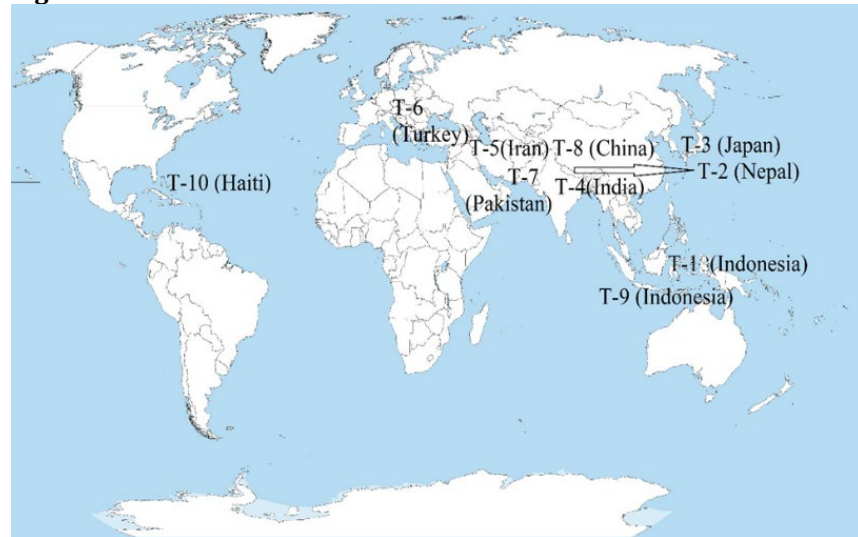 T-6
(Turkey)
T-5(Iran) T-8 (China)
T-3 (Japan)
T-2 (Nepal)
T-7
(Pakistan)
T-4(India)
T-10 (Haiti)
T-1 (Indonesia)
T-9 (Indonesia)